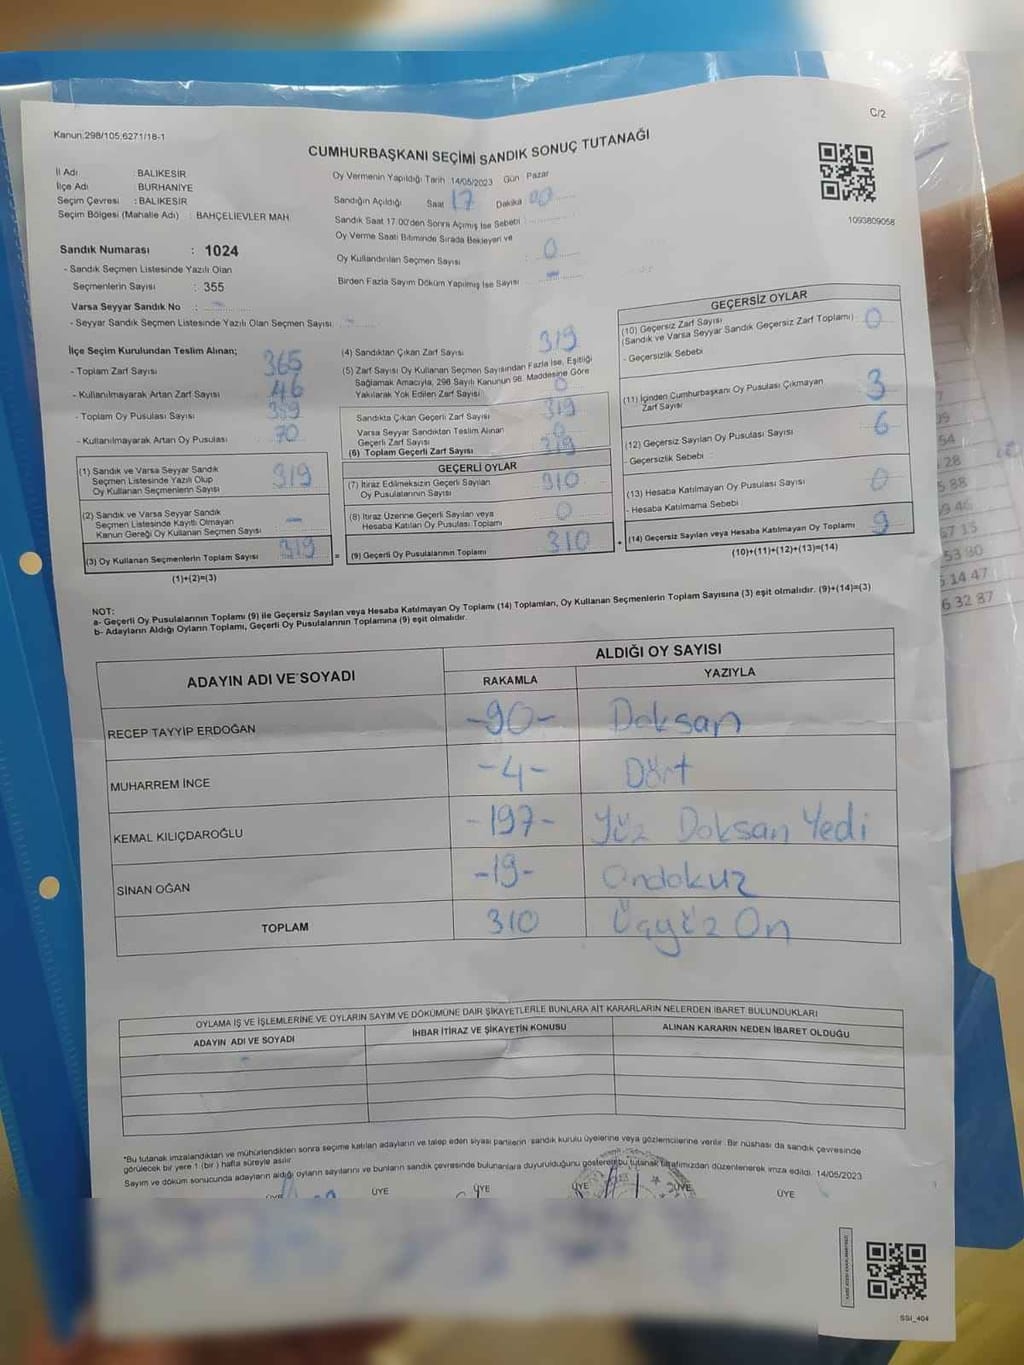 C/2
Kanun:298/105,6271/18-1
CUMHURBAŞKANI SEÇİMİ SANDIK SONUÇ TUTANAĞI
İl Adı : BALIKESİR
İlçe Adı BURHANİYE
Seçim Çevresi : BALIKESİR
Seçim Bölgesi (Mahalle Adı) : BAHÇELİEVLER MAH.
Oy Vermenin Yapıldığı Tarih 14/05/2023 Gün Pazar
Sandığın Açıldığı Saat 17 Dakika 00
Sandık Saat 17.00'den Sonra Açmış İse Sebebi :
Oy Verme Saati Bitiminde Sırada Bekleyen ve
Oy Kullandırılan Seçmen Sayısı : 0
Birden Fazla Sayım Döküm Yapılmış İse Sayısı -
1093809058
Sandık Numarası : 1024
- Sandık Seçmen Listesinde Yazılı Olan
Seçmenlerin Sayısı : 355
Varsa Seyyar Sandık No : -
- Seyyar Sandık Seçmen Listesinde Yazılı Olan Seçmen Sayısı : -
İlçe Seçim Kurulundan Teslim Alınan;
- Toplam Zarf Sayısı 365
- Kullanılmayarak Artan Zarf Sayısı 46
- Toplam Oy Pusulası Sayısı
- Kullanılmayarak Artan Oy Pusulası 70
(1) Sandık ve Varsa Seyyar Sandık
Seçmen Listesinde Yazılı Olup
Oy Kullanan Seçmenlerin Sayısı 319
(2) Sandık ve Varsa Seyyar Sandık
Seçmen Listesinde Kayıtlı Olmayan
Kanun Gereği Oy Kullanan Seçmen Sayısı -
(3) Oy Kullanan Seçmenlerin Toplam Sayısı 319 =
(1)+(2)=(3)
(4) Sandıktan Çıkan Zarf Sayısı 319
(5) Zarf Sayısı Oy Kullanan Seçmen Sayısından Fazla İse, Eşitliği
Sağlamak Amacıyla, 298 Sayılı Kanunun 98. Maddesine Göre
Yakılarak Yok Edilen Zarf Sayısı 0
Sandıkta Çıkan Geçerli Zarf Sayısı 319
Varsa Seyyar Sandıktan Teslim Alınan
Geçerli Zarf Sayısı 0
(6) Toplam Geçerli Zarf Sayısı 319
GEÇERLİ OYLAR
(7) İtiraz Edilmeksizin Geçerli Sayılan
Oy Pusulalarının Sayısı 310
(8) İtiraz Üzerine Geçerli Sayılan veya
Hesaba Katılan Oy Pusulası Toplamı 0
(9) Geçerli Oy Pusulalarının Toplamı 310 +
GEÇERSİZ OYLAR
(10) Geçersiz Zarf Sayısı
(Sandık ve Varsa Seyyar Sandık Geçersiz Zarf Toplamı) 0
- Geçersizlik Sebebi
(11) İçinden Cumhurbaşkanı Oy Pusulası Çıkmayan
Zarf Sayısı 3
(12) Geçersiz Sayılan Oy Pusulası Sayısı 6
- Geçersizlik Sebebi :
(13) Hesaba Katılmayan Oy Pusulası Sayısı 0
- Hesaba Katılmama Sebebi
(14) Geçersiz Sayılan veya Hesaba Katılmayan Oy Toplamı 9
(10)+(11)+(12)+(13)=(14)
NOT:
a- Geçerli Oy Pusulalarının Toplamı (9) ile Geçersiz Sayılan veya Hesaba Katılmayan Oy Toplamı (14) Toplamları, Oy Kullanan Seçmenlerin Toplam Sayısına (3) eşit olmalıdır. (9)+(14)=(3)
b- Adayların Aldığı Oyların Toplamı, Geçerli Oy Pusulalarının Toplamına (9) eşit olmalıdır.
ADAYIN ADI VE SOYADI ALDIĞI OY SAYISI
RAKAMLA YAZIYLA
RECEP TAYYİP ERDOĞAN -90- Doksan
MUHARREM İNCE -4- Dört
KEMAL KILIÇDAROĞLU -197- Yüz Doksan Yedi
SİNAN OĞAN -19- Ondokuz
TOPLAM 310 Üçyüz On
OYLAMA İŞ VE İŞLEMLERİNE VE OYLARIN SAYIM VE DÖKÜMÜNE DAİR ŞİKAYETLERLE BUNLARA AİT KARARLARIN NELERDEN İBARET BULUNDUKLARI
ADAYIN ADI VE SOYADI İHBAR İTİRAZ VE ŞİKAYETİN KONUSU ALINAN KARARIN NEDEN İBARET OLDUĞU
*Bu tutanak imzalandıktan ve mühürlendikten sonra seçime katılan adayların ve talep eden siyasi partilerin sandık kurulu üyelerine veya gözlemcilerine verilir. Bir nüshası da sandık çevresinde
görülecek bir yere 1 (bir) hafta süreyle asılır.
Sayım ve döküm sonucunda adayların aldığı oyların sayılarını ve bunların sandık çevresinde bulunanlara duyurulduğunu gösteren bu tutanak tarafımızdan düzenlenerek imza edildi. 14/05/2023
ÜYE ÜYE ÜYE ÜYE ÜYE ÜYE
SSI_404